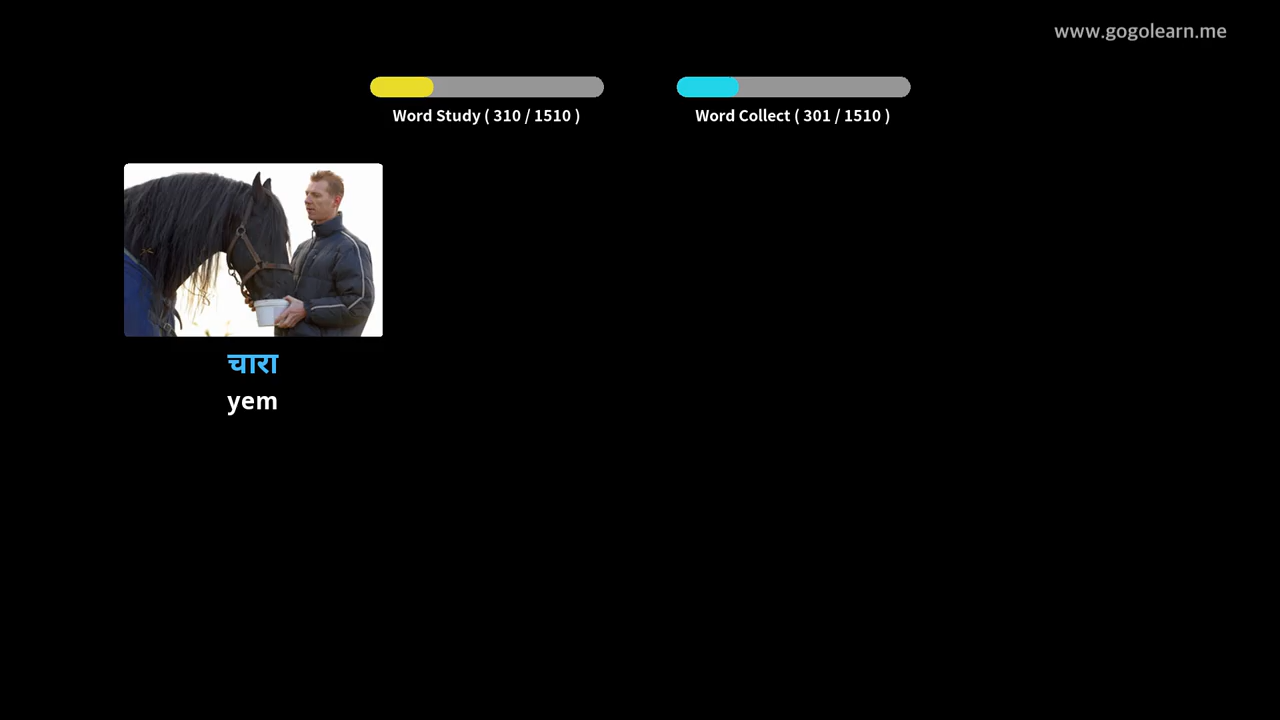 www.gogolearn.me
Word Study ( 310 / 1510 )
Word Collect ( 301 / 1510 )
चारा
yem